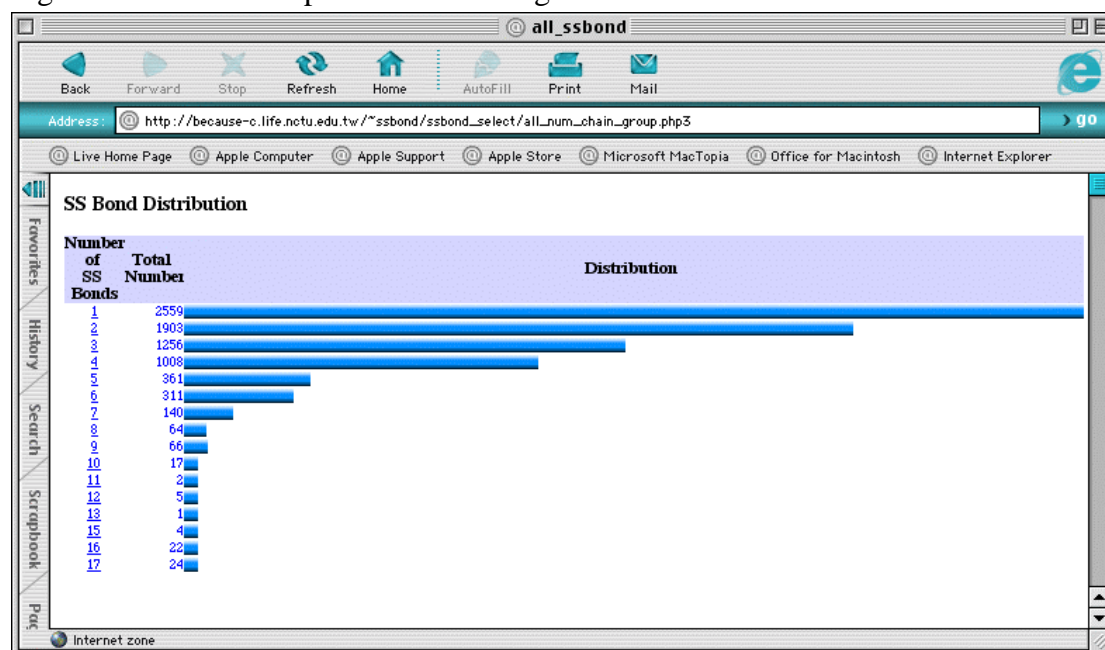 all_ssbond
Back Forward Stop Refresh Home AutoFill Print Mail
Address: http://because-c.life.nctu.edu.tw/~ssbond/ssbond_select/all_num_chain_group.php3 go
Live Home Page Apple Computer Apple Support Apple Store Microsoft MacTopia Office for Macintosh Internet Explorer
Favorites
History
Search
Scrapbook
SS Bond Distribution
Number
of Total
SS Number Distribution
Bonds
1 2559
2 1903
3 1256
4 1008
5 361
6 311
7 140
8 64
9 66
10 17
11 2
12 5
13 1
15 4
16 22
17 24
Internet zone